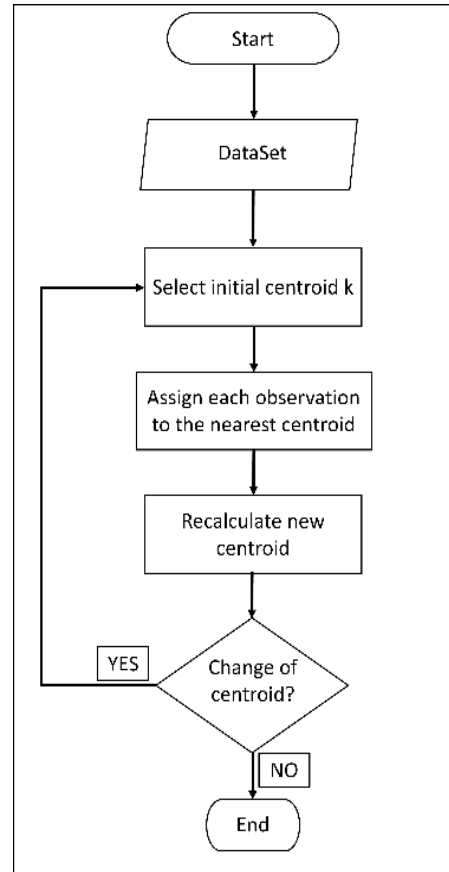 Start
DataSet
Select initial centroid k
Assign each observation
to the nearest centroid
Recalculate new
centroid
YES
Change of
centroid?
NO
End